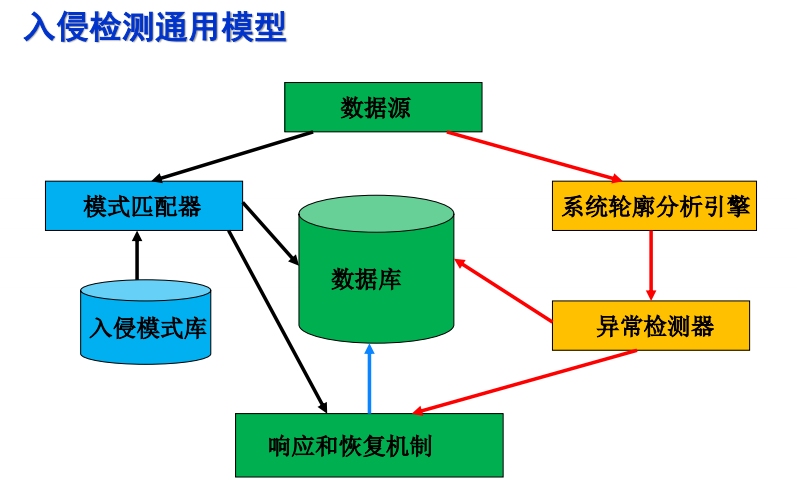 入侵检测通用模型
数据源
模式匹配器
系统轮廓分析引擎
数据库
入侵模式库
异常检测器
响应和恢复机制